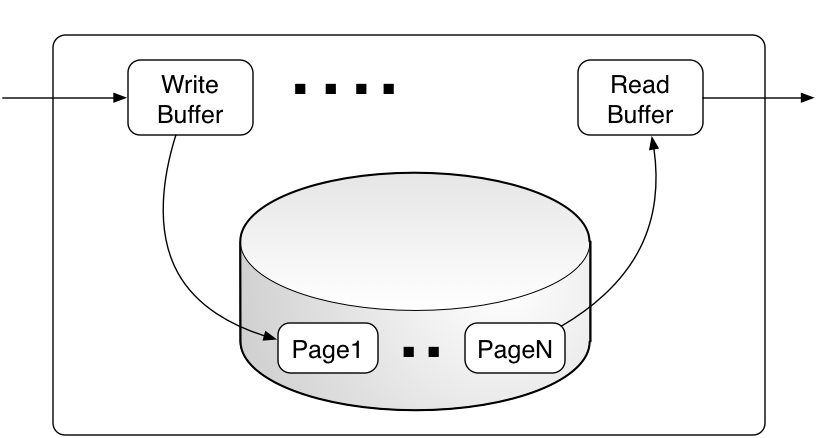 Write
Buffer
Read
Buffer
Page1
PageN